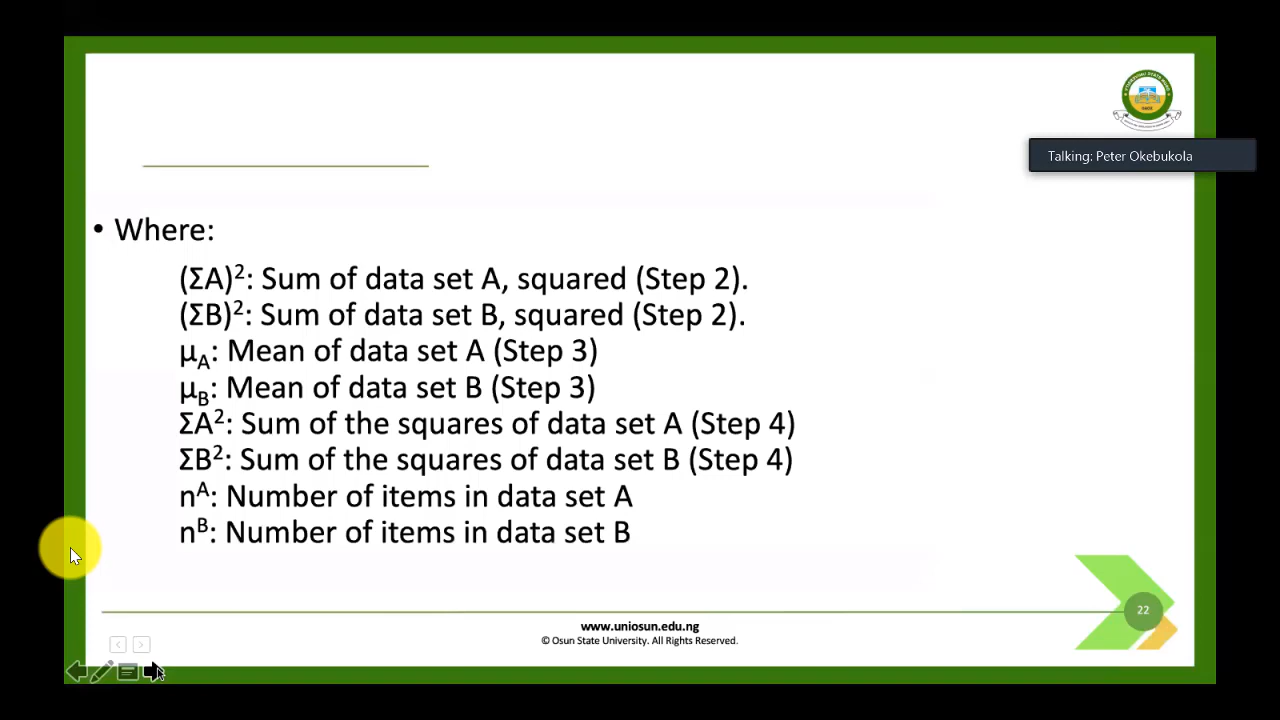 Talking: Peter Okebukola
• Where:
(ΣA)²: Sum of data set A, squared (Step 2).
(ΣB)²: Sum of data set B, squared (Step 2).
μA: Mean of data set A (Step 3)
μB: Mean of data set B (Step 3)
ΣA²: Sum of the squares of data set A (Step 4)
ΣB²: Sum of the squares of data set B (Step 4)
nᴬ: Number of items in data set A
nᴮ: Number of items in data set B
22
www.uniosun.edu.ng
© Osun State University. All Rights Reserved.